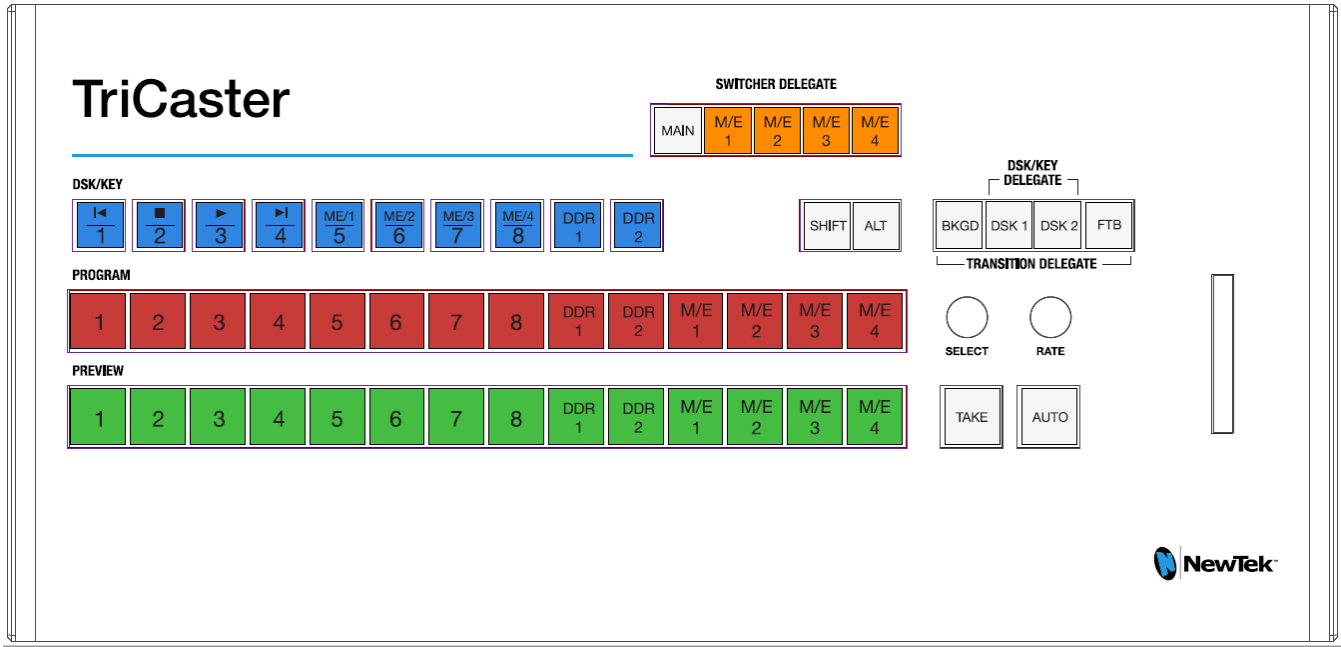 TriCaster
SWITCHER DELEGATE
MAIN M/E 1 M/E 2 M/E 3 M/E 4
DSK/KEY
1 2 3 4 ME/1 5 ME/2 6 ME/3 7 ME/4 8 DDR 1 DDR 2
SHIFT ALT
DSK/KEY
DELEGATE
BKGD DSK 1 DSK 2 FTB
TRANSITION DELEGATE
PROGRAM
1 2 3 4 5 6 7 8 DDR 1 DDR 2 M/E 1 M/E 2 M/E 3 M/E 4
SELECT RATE
PREVIEW
1 2 3 4 5 6 7 8 DDR 1 DDR 2 M/E 1 M/E 2 M/E 3 M/E 4
TAKE AUTO
NewTek™